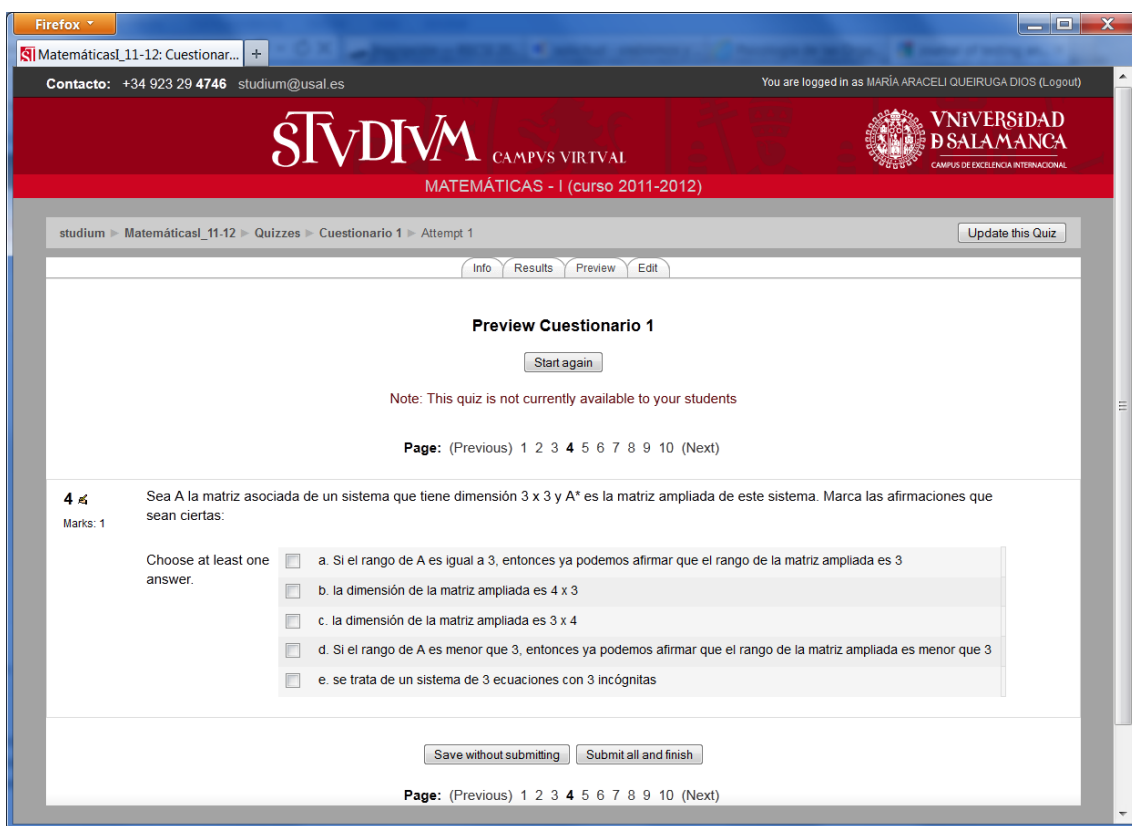 Firefox
MatemáticasI_11-12: Cuestionar...
Contacto: +34 923 29 4746 studium@usal.es
You are logged in as MARÍA ARACELI QUEIRUGA DIOS (Logout)
STVDIVM CAMPVS VIRTVAL
VNiVERSiDAD
Ð SALAMANCA
CAMPUS DE EXCELENCIA INTERNACIONAL
MATEMÁTICAS - I (curso 2011-2012)
studium ► MatemáticasI_11-12 ► Quizzes ► Cuestionario 1 ► Attempt 1
Update this Quiz
Info Results Preview Edit
Preview Cuestionario 1
Start again
Note: This quiz is not currently available to your students
Page: (Previous) 1 2 3 4 5 6 7 8 9 10 (Next)
4
Marks: 1
Sea A la matriz asociada de un sistema que tiene dimensión 3 x 3 y A* es la matriz ampliada de este sistema. Marca las afirmaciones que
sean ciertas:
Choose at least one
answer.
a. Si el rango de A es igual a 3, entonces ya podemos afirmar que el rango de la matriz ampliada es 3
b. la dimensión de la matriz ampliada es 4 x 3
c. la dimensión de la matriz ampliada es 3 x 4
d. Si el rango de A es menor que 3, entonces ya podemos afirmar que el rango de la matriz ampliada es menor que 3
e. se trata de un sistema de 3 ecuaciones con 3 incógnitas
Save without submitting Submit all and finish
Page: (Previous) 1 2 3 4 5 6 7 8 9 10 (Next)